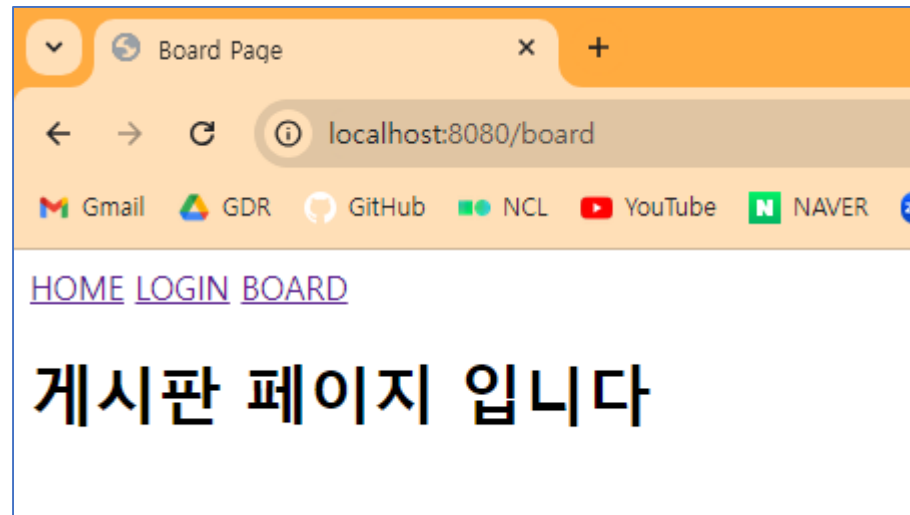 Board Page
localhost:8080/board
Gmail GDR GitHub NCL YouTube NAVER
HOME LOGIN BOARD
게시판 페이지 입니다